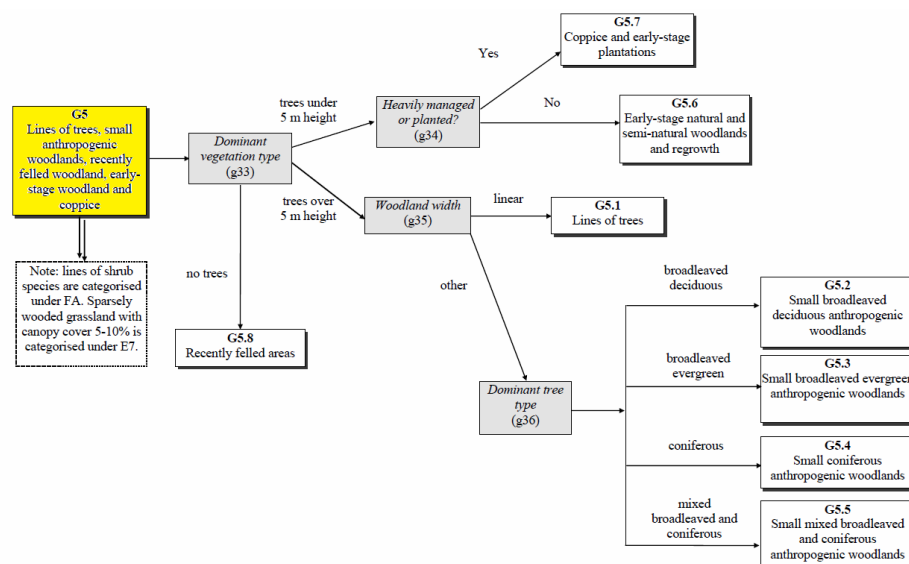 G5
Lines of trees, small
anthropogenic
woodlands, recently
felled woodland, early-
stage woodland and
coppice
Note: lines of shrub
species are categorised
under FA. Sparsely
wooded grassland with
canopy cover 5-10% is
categorised under E7.
Dominant
vegetation type
(g33)
trees under
5 m height
trees over
5 m height
no trees
G5.8
Recently felled areas
Heavily managed
or planted?
(g34)
Yes
No
G5.7
Coppice and early-stage
plantations
G5.6
Early-stage natural and
semi-natural woodlands
and regrowth
Woodland width
(g35)
linear
other
G5.1
Lines of trees
Dominant tree
type
(g36)
broadleaved
deciduous
G5.2
Small broadleaved
deciduous anthropogenic
woodlands
broadleaved
evergreen
G5.3
Small broadleaved evergreen
anthropogenic woodlands
coniferous
G5.4
Small coniferous
anthropogenic woodlands
mixed
broadleaved and
coniferous
G5.5
Small mixed broadleaved
and coniferous
anthropogenic woodlands